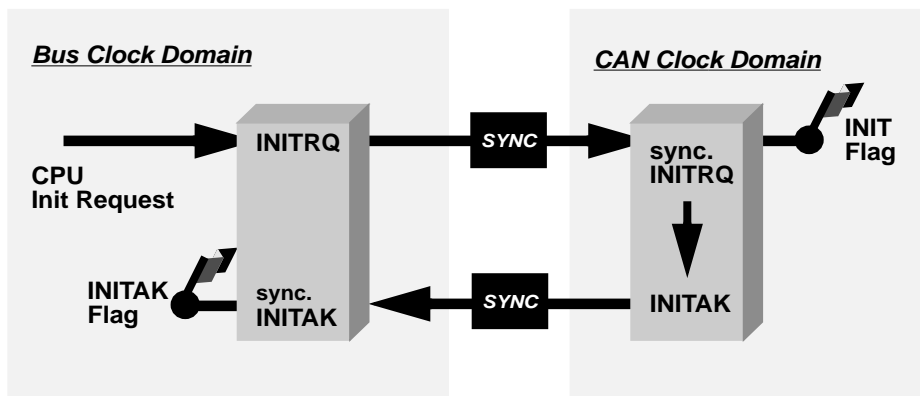 Bus Clock Domain
CAN Clock Domain
INITRQ
SYNC
sync.
INITRQ
INIT
Flag
CPU
Init Request
INITAK
Flag
sync.
INITAK
SYNC
INITAK